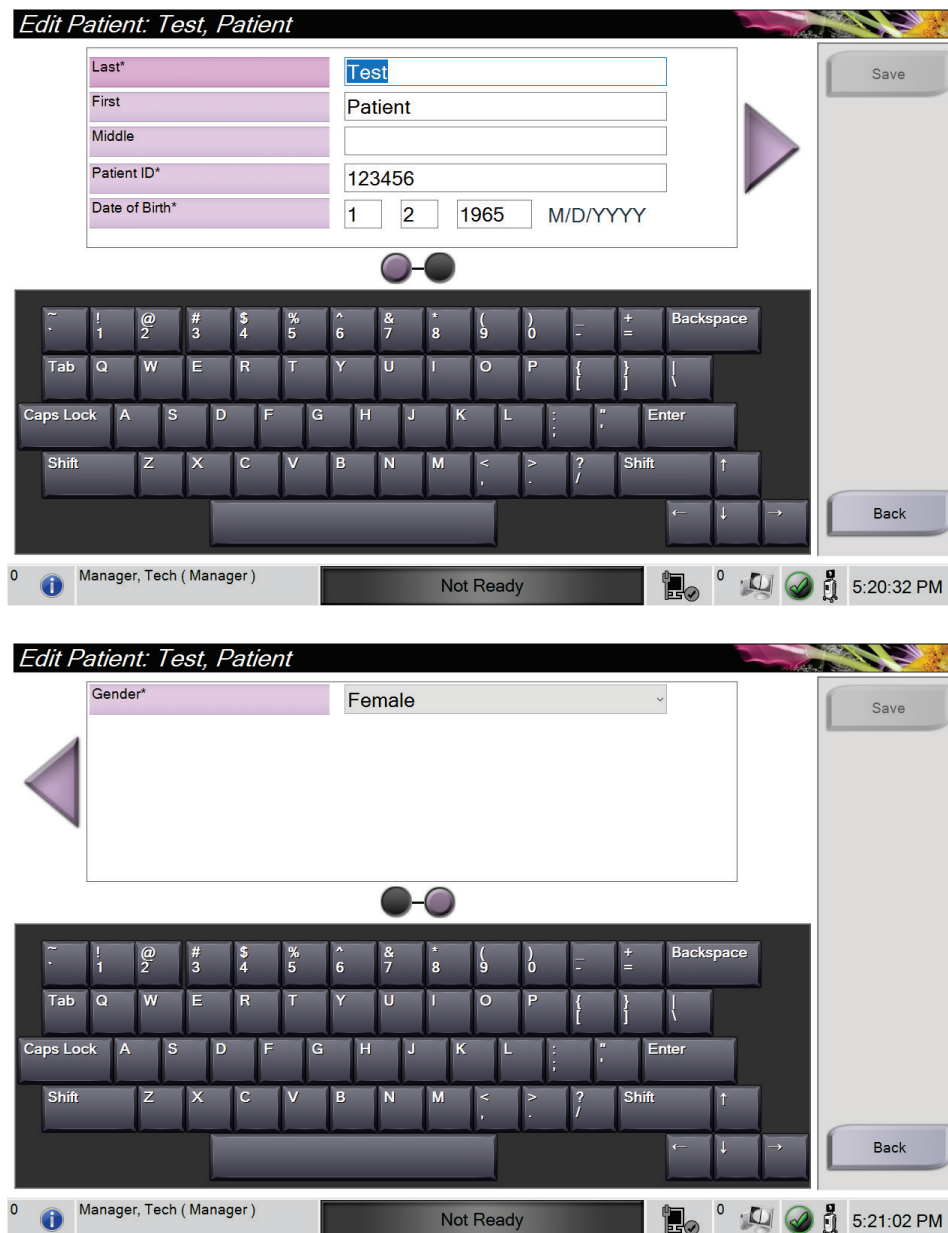 Edit Patient: Test, Patient
Last* Test
First Patient
Middle
Patient ID* 123456
Date of Birth* 1 2 1965 M/D/YYYY
Save
~ ! @ # $ % ^ & * ( ) _ + Backspace
` 1 2 3 4 5 6 7 8 9 0 - =
Tab Q W E R T Y U I O P { } |
[ ] \
Caps Lock A S D F G H J K L : " Enter
; '
Shift Z X C V B N M < > ? Shift ↑
, . /
← ↓ →
Back
0 Manager, Tech ( Manager ) Not Ready 0 5:20:32 PM
Edit Patient: Test, Patient
Gender* Female
Save
~ ! @ # $ % ^ & * ( ) _ + Backspace
` 1 2 3 4 5 6 7 8 9 0 - =
Tab Q W E R T Y U I O P { } |
[ ] \
Caps Lock A S D F G H J K L : " Enter
; '
Shift Z X C V B N M < > ? Shift ↑
, . /
← ↓ →
Back
0 Manager, Tech ( Manager ) Not Ready 0 5:21:02 PM